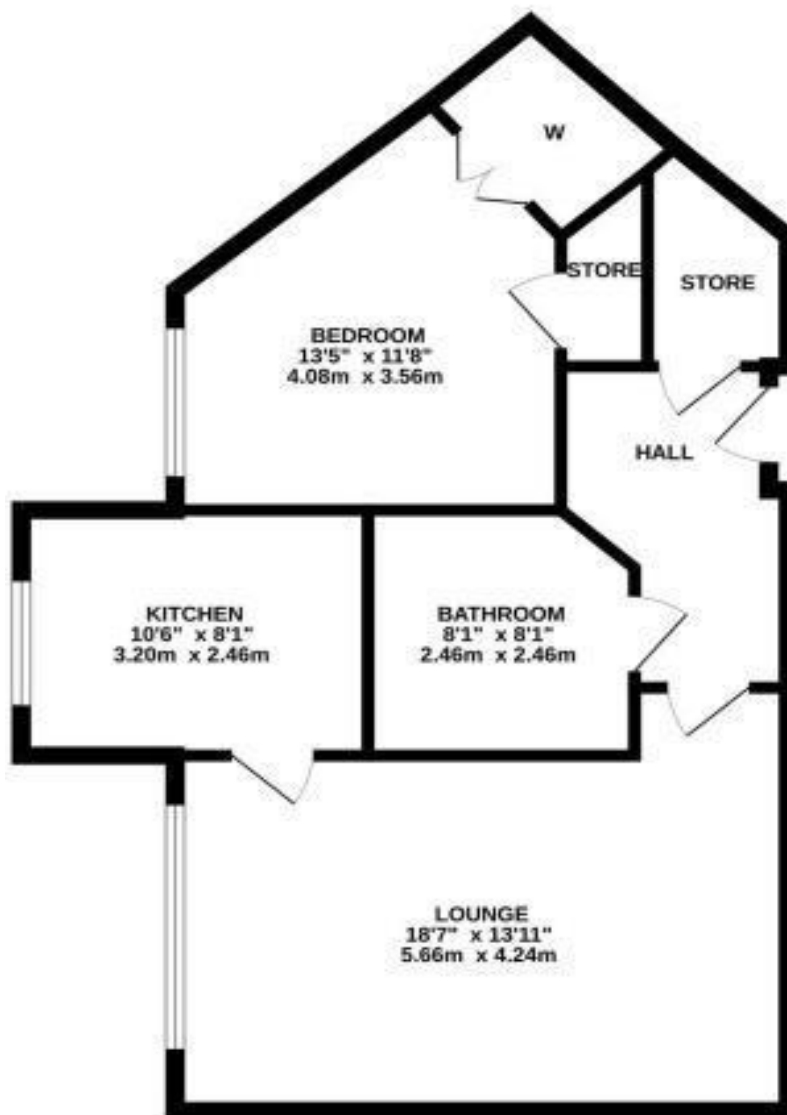 W
STORE
STORE
BEDROOM
13'5" x 11'8"
4.08m x 3.56m
HALL
KITCHEN
10'6" x 8'1"
3.20m x 2.46m
BATHROOM
8'1" x 8'1"
2.46m x 2.46m
LOUNGE
18'7" x 13'11"
5.66m x 4.24m